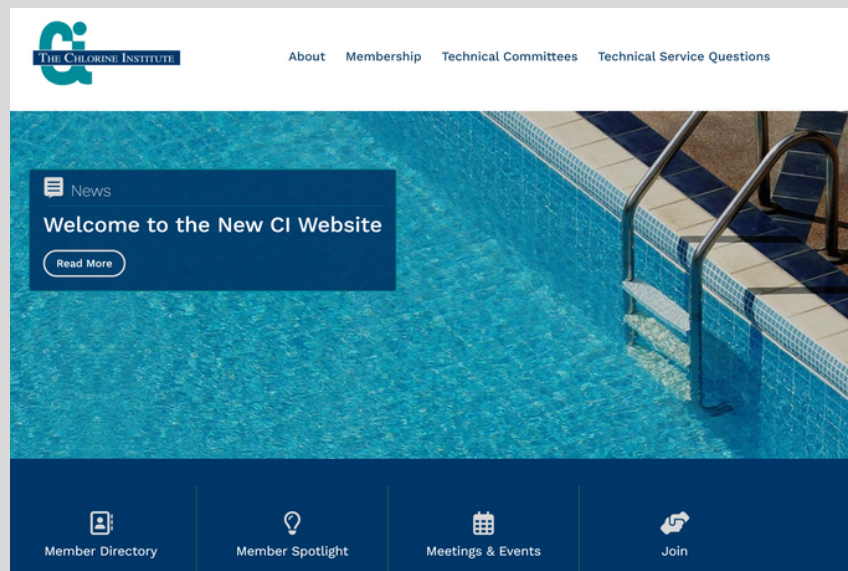 THE CHLORINE INSTITUTE
About Membership Technical Committees Technical Service Questions
News
Welcome to the New CI Website
Read More
Member Directory Member Spotlight Meetings & Events Join